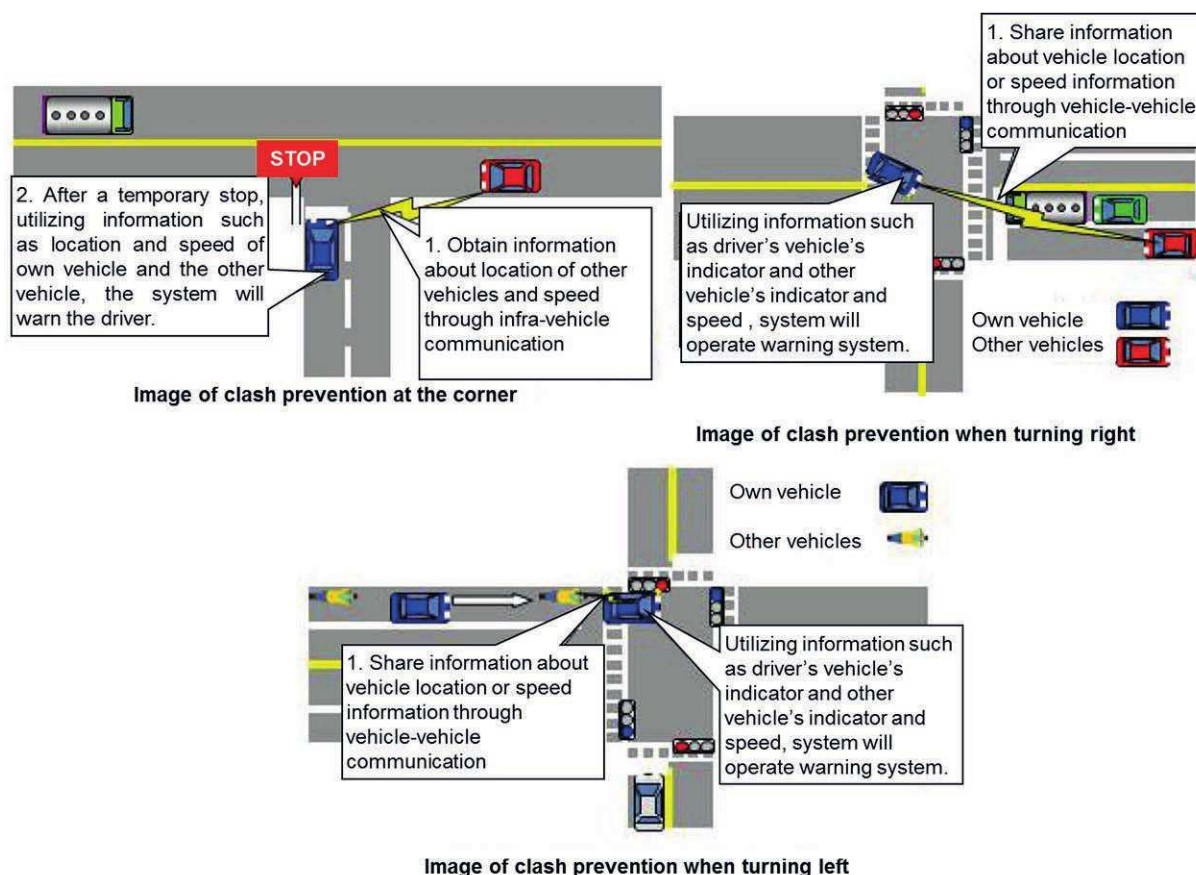 STOP
2. After a temporary stop,
utilizing information such
as location and speed of
own vehicle and the other
vehicle, the system will
warn the driver.
1. Obtain information
about location of other
vehicles and speed
through infra-vehicle
communication
Image of clash prevention at the corner
1. Share information
about vehicle location
or speed information
through vehicle-vehicle
communication
Utilizing information such
as driver's vehicle's
indicator and other
vehicle's indicator and
speed , system will
operate warning system.
Own vehicle
Other vehicles
Image of clash prevention when turning right
Own vehicle
Other vehicles
1. Share information about
vehicle location or speed
information through
vehicle-vehicle
communication
Utilizing information such
as driver's vehicle's
indicator and other
vehicle's indicator and
speed, system will
operate warning system.
Image of clash prevention when turning left